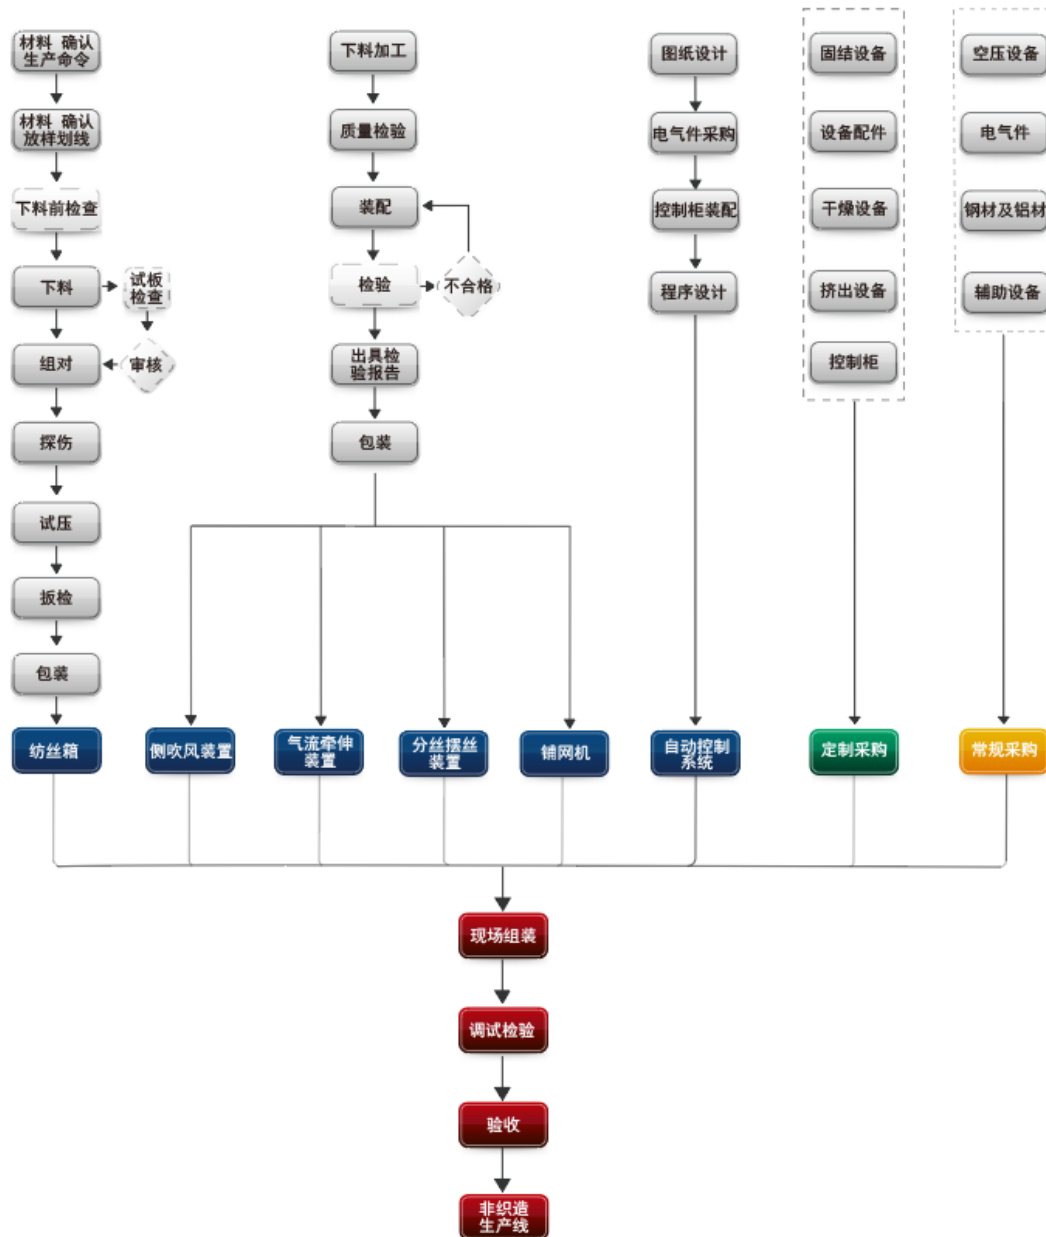 材料 确认
生产命令
材料 确认
放样划线
下料前检查
下料
试板
检查
组对
审核
探伤
试压
扳检
包装
纺丝箱
下料加工
质量检验
装配
检验
不合格
出具检
验报告
包装
侧吹风装置
气流牵伸
装置
分丝摆丝
装置
铺网机
图纸设计
电气件采购
控制柜装配
程序设计
自动控制
系统
固结设备
设备配件
干燥设备
挤出设备
控制柜
定制采购
空压设备
电气件
钢材及铝材
辅助设备
常规采购
现场组装
调试检验
验收
非织造
生产线